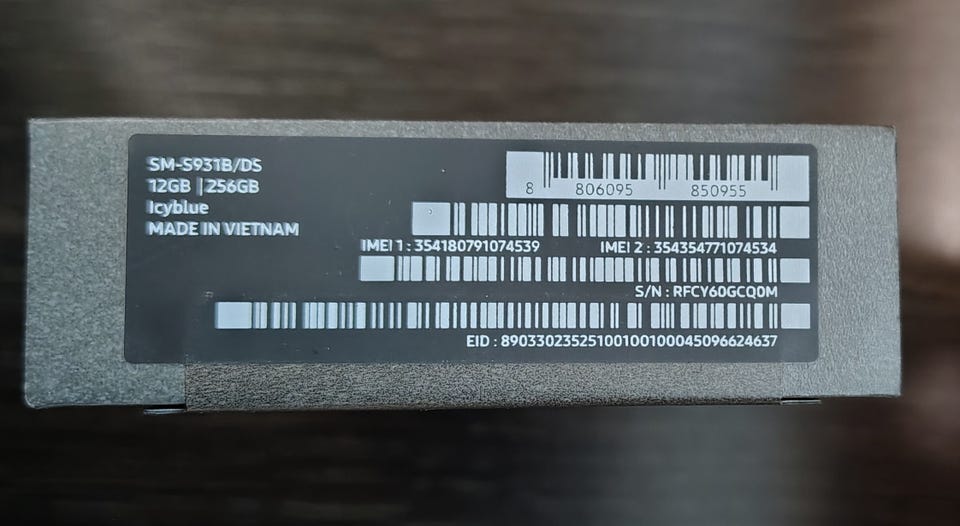 SM-S931B/DS
12GB | 256GB
Icyblue
MADE IN VIETNAM
8 806095 850955
IMEI 1 : 354180791074539 IMEI 2 : 354354771074534
S/N : RFCY60GCQ0M
EID : 89033023525100100100045096624637